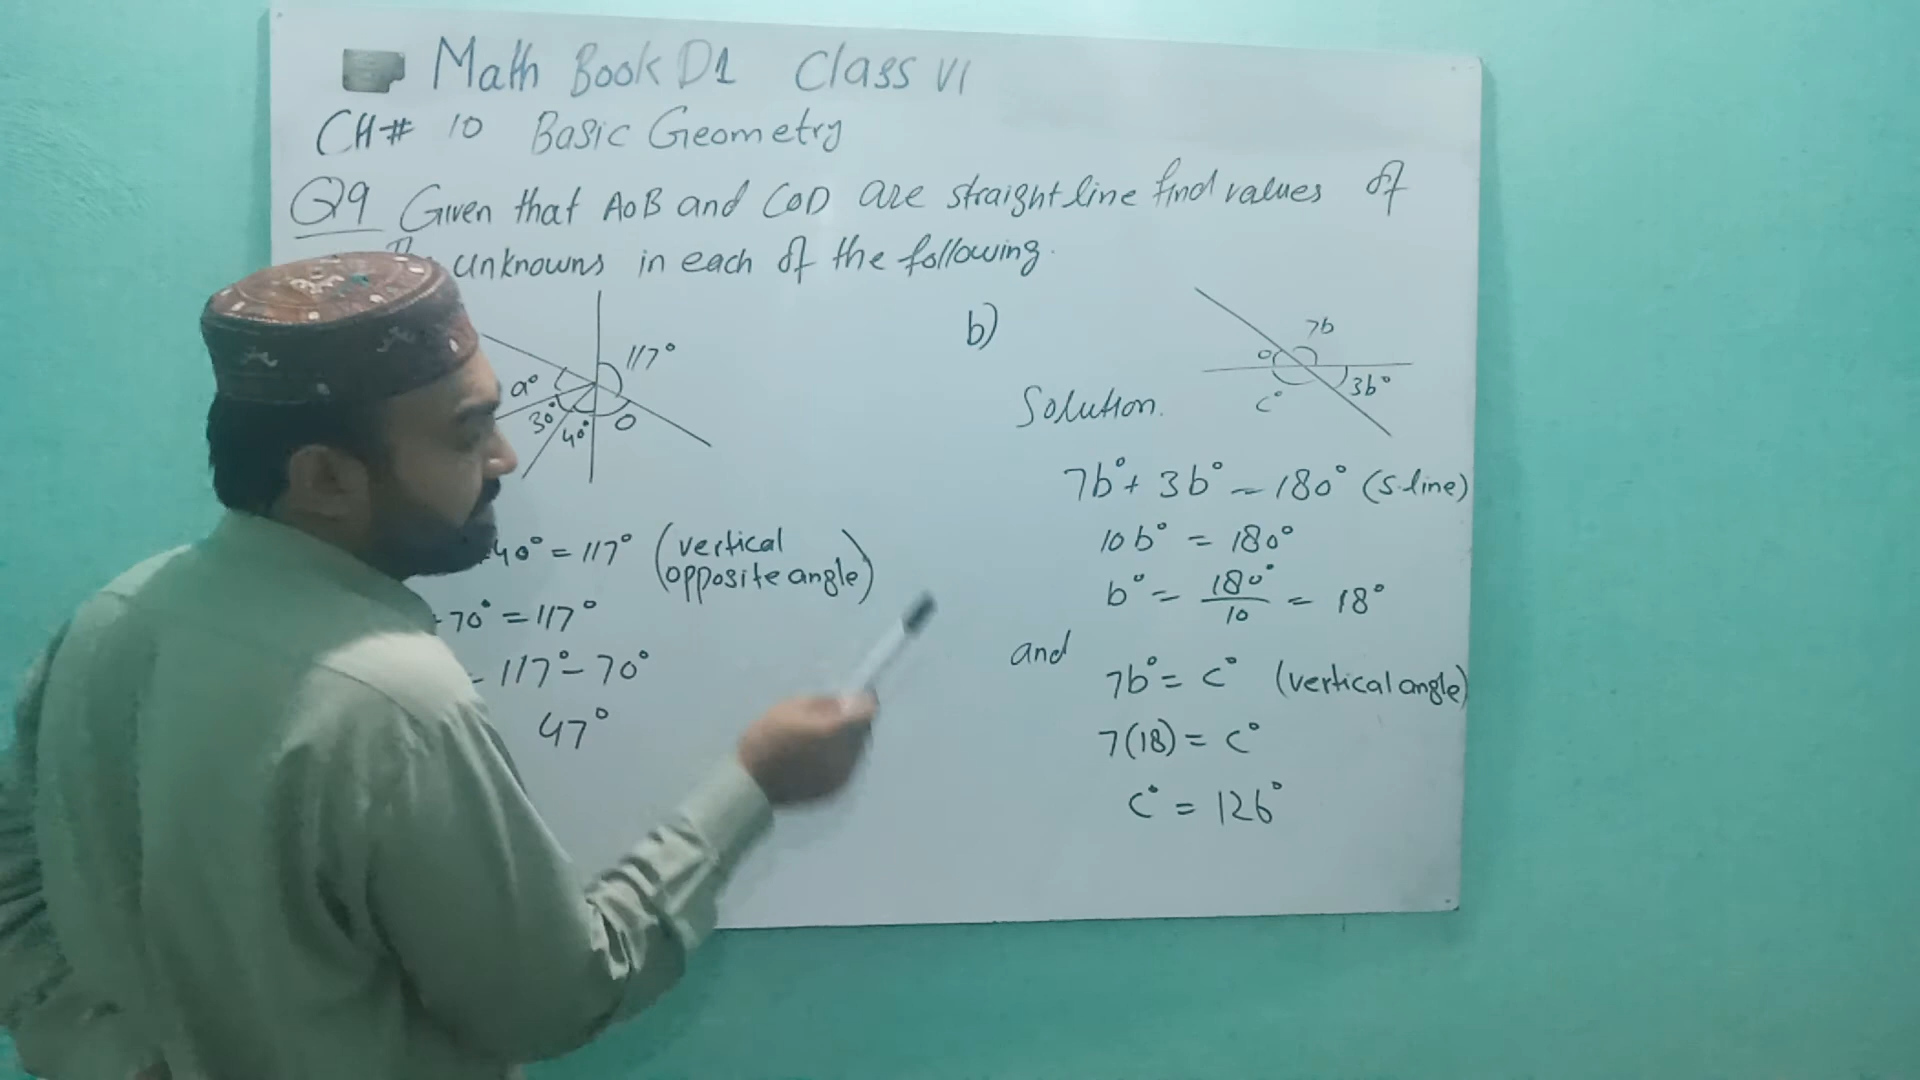 Math Book D1 Class VI
CH# 10 Basic Geometry
Q9 Given that AOB and COD are straight line find values of
unknowns in each of the following.
117°
a°
30°
40°
O
40° = 117° (vertical
opposite angle)
+70° = 117°
= 117° - 70°
47°
b)
7b
O
3b°
c°
Solution.
7b° + 3b° = 180° (S.line)
10b° = 180°
b° = 180°/10 = 18°
and
7b° = c° (vertical angle)
7(18) = c°
c° = 126°